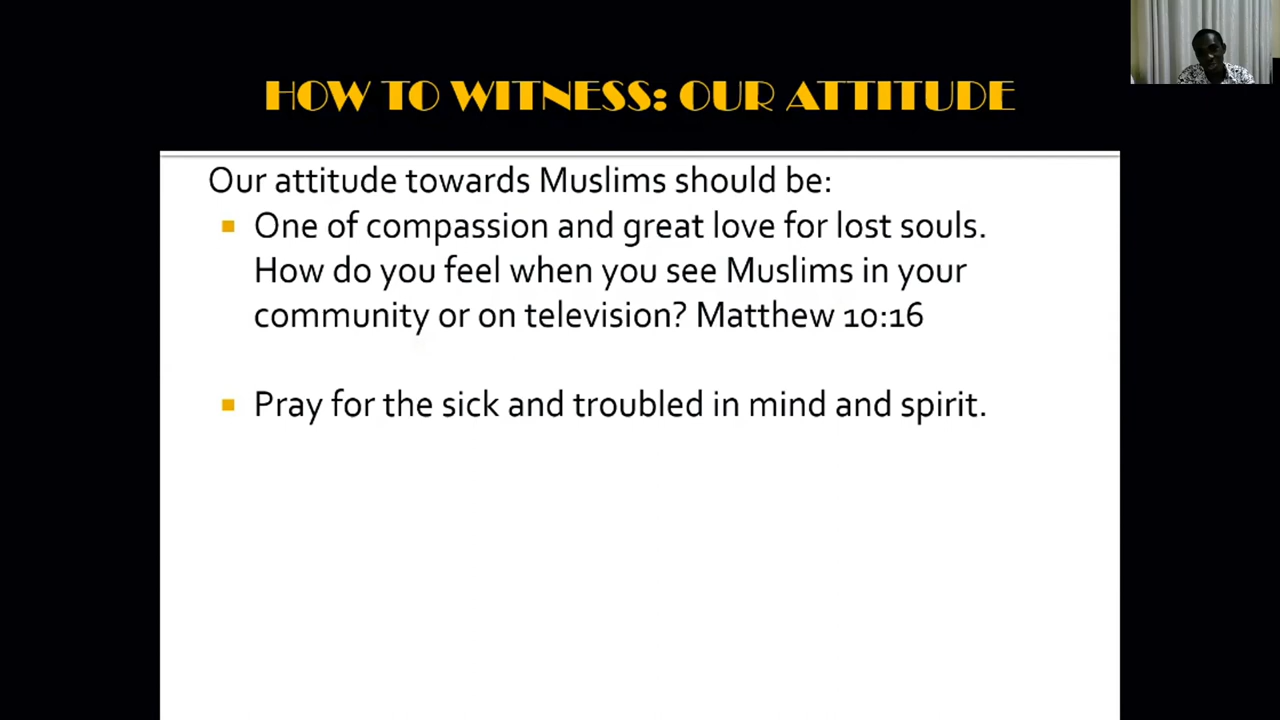 HOW TO WITNESS: OUR ATTITUDE
Our attitude towards Muslims should be:
One of compassion and great love for lost souls.
How do you feel when you see Muslims in your
community or on television? Matthew 10:16
Pray for the sick and troubled in mind and spirit.